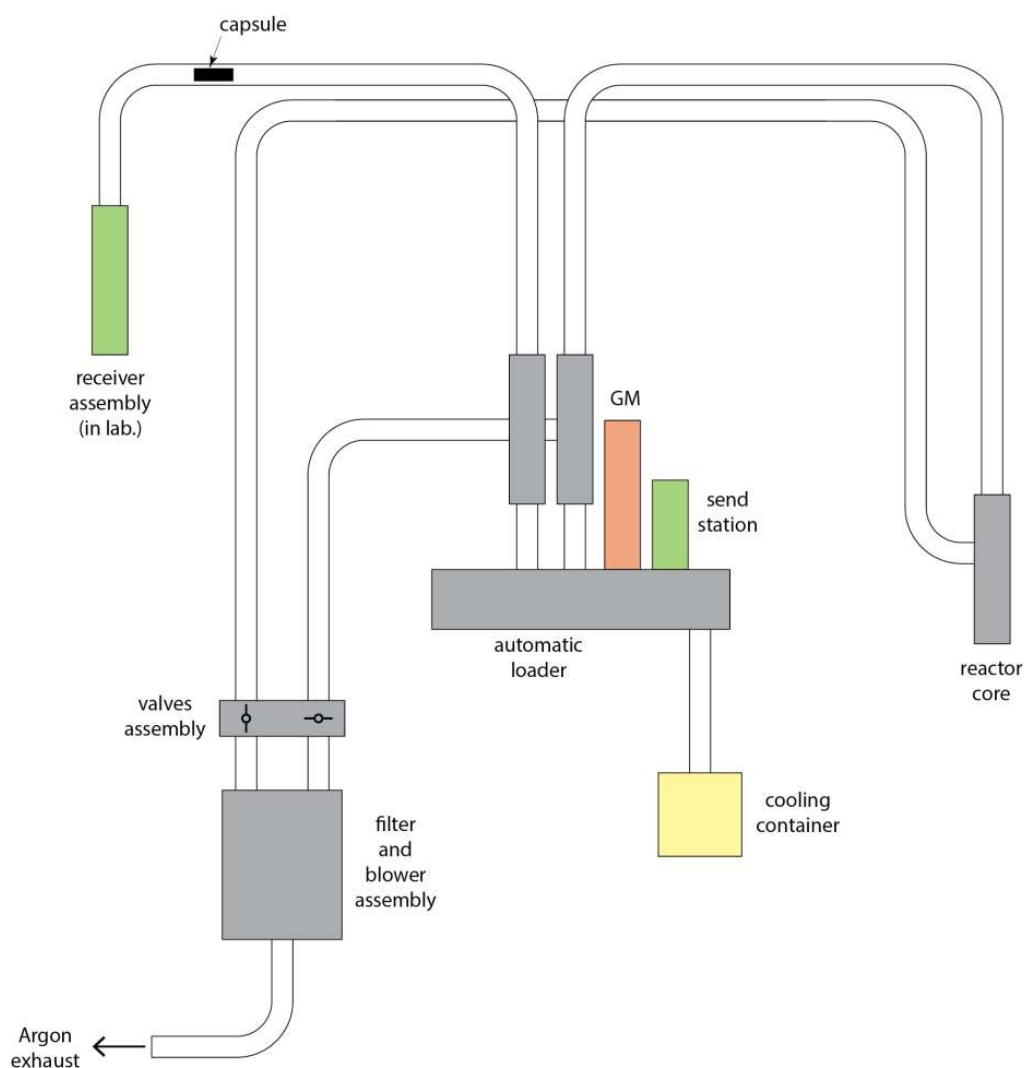 capsule
receiver
assembly
(in lab.)
GM
send
station
automatic
loader
reactor
core
valves
assembly
cooling
container
filter
and
blower
assembly
Argon
exhaust